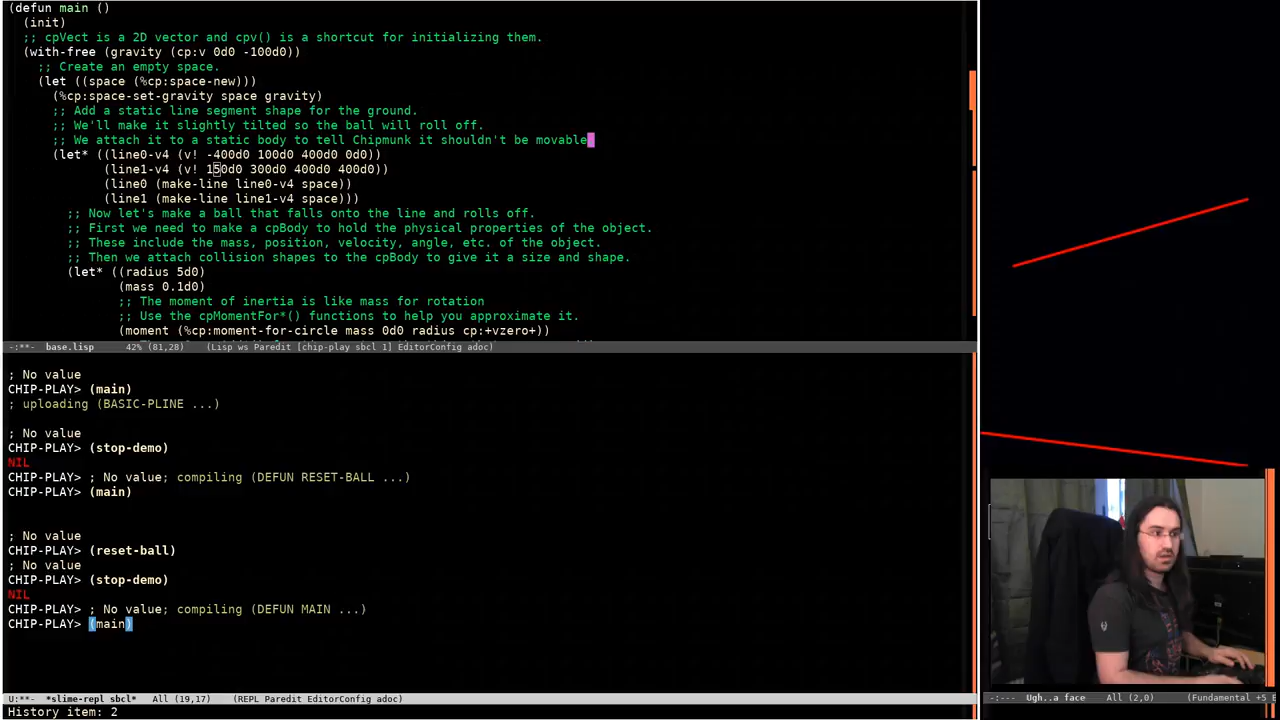 (defun main ()
(init)
;; cpVect is a 2D vector and cpv() is a shortcut for initializing them.
(with-free (gravity (cp:v 0d0 -100d0))
;; Create an empty space.
(let ((space (%cp:space-new)))
(%cp:space-set-gravity space gravity)
;; Add a static line segment shape for the ground.
;; We'll make it slightly tilted so the ball will roll off.
;; We attach it to a static body to tell Chipmunk it shouldn't be movable.
(let* ((line0-v4 (v! -400d0 100d0 400d0 0d0))
(line1-v4 (v! 150d0 300d0 400d0 400d0))
(line0 (make-line line0-v4 space))
(line1 (make-line line1-v4 space)))
;; Now let's make a ball that falls onto the line and rolls off.
;; First we need to make a cpBody to hold the physical properties of the object.
;; These include the mass, position, velocity, angle, etc. of the object.
;; Then we attach collision shapes to the cpBody to give it a size and shape.
(let* ((radius 5d0)
(mass 0.1d0)
;; The moment of inertia is like mass for rotation
;; Use the cpMomentFor*() functions to help you approximate it.
(moment (%cp:moment-for-circle mass 0d0 radius cp:+vzero+))
-:**- base.lisp 42% (81,28) (Lisp ws Paredit [chip-play sbcl 1] EditorConfig adoc)
; No value
CHIP-PLAY> (main)
; uploading (BASIC-PLINE ...)
; No value
CHIP-PLAY> (stop-demo)
NIL
CHIP-PLAY> ; No value; compiling (DEFUN RESET-BALL ...)
CHIP-PLAY> (main)
; No value
CHIP-PLAY> (reset-ball)
; No value
CHIP-PLAY> (stop-demo)
NIL
CHIP-PLAY> ; No value; compiling (DEFUN MAIN ...)
CHIP-PLAY> (main)
U:**- *slime-repl sbcl* All (19,17) (REPL Paredit EditorConfig adoc)
-:--- Ugh..a face All (2,0) (Fundamental +5 E
History item: 2